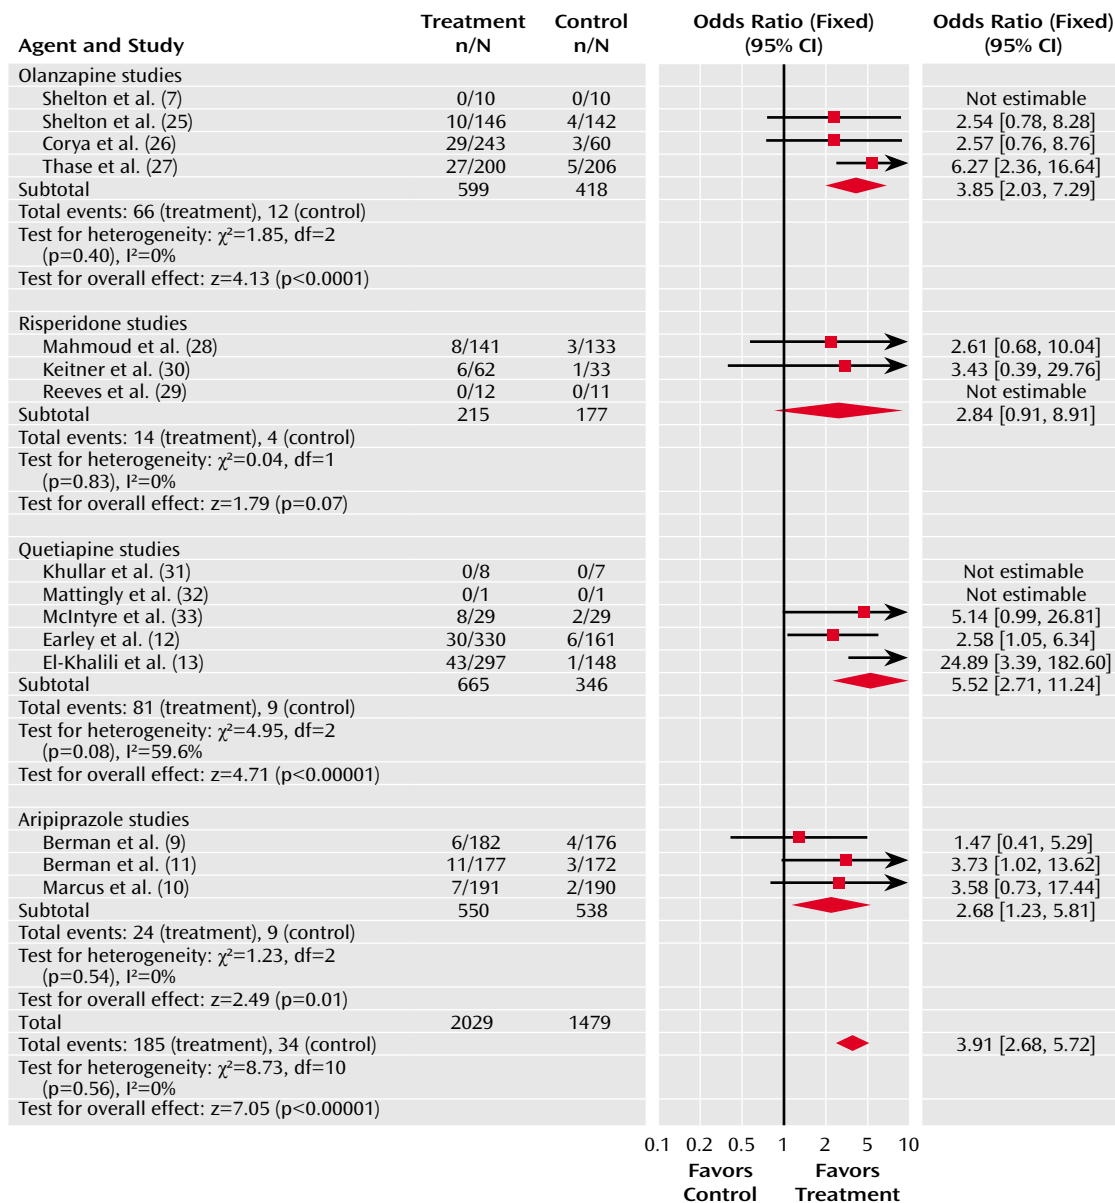 Agent and Study Treatment n/N Control n/N Odds Ratio (Fixed) (95% CI) Odds Ratio (Fixed) (95% CI)
Olanzapine studies
Shelton et al. (7) 0/10 0/10 Not estimable
Shelton et al. (25) 10/146 4/142 2.54 [0.78, 8.28]
Corya et al. (26) 29/243 3/60 2.57 [0.76, 8.76]
Thase et al. (27) 27/200 5/206 6.27 [2.36, 16.64]
Subtotal 599 418 3.85 [2.03, 7.29]
Total events: 66 (treatment), 12 (control)
Test for heterogeneity: χ²=1.85, df=2
(p=0.40), I²=0%
Test for overall effect: z=4.13 (p<0.0001)
Risperidone studies
Mahmoud et al. (28) 8/141 3/133 2.61 [0.68, 10.04]
Keitner et al. (30) 6/62 1/33 3.43 [0.39, 29.76]
Reeves et al. (29) 0/12 0/11 Not estimable
Subtotal 215 177 2.84 [0.91, 8.91]
Total events: 14 (treatment), 4 (control)
Test for heterogeneity: χ²=0.04, df=1
(p=0.83), I²=0%
Test for overall effect: z=1.79 (p=0.07)
Quetiapine studies
Khullar et al. (31) 0/8 0/7 Not estimable
Mattingly et al. (32) 0/1 0/1 Not estimable
McIntyre et al. (33) 8/29 2/29 5.14 [0.99, 26.81]
Earley et al. (12) 30/330 6/161 2.58 [1.05, 6.34]
El-Khalili et al. (13) 43/297 1/148 24.89 [3.39, 182.60]
Subtotal 665 346 5.52 [2.71, 11.24]
Total events: 81 (treatment), 9 (control)
Test for heterogeneity: χ²=4.95, df=2
(p=0.08), I²=59.6%
Test for overall effect: z=4.71 (p<0.00001)
Aripiprazole studies
Berman et al. (9) 6/182 4/176 1.47 [0.41, 5.29]
Berman et al. (11) 11/177 3/172 3.73 [1.02, 13.62]
Marcus et al. (10) 7/191 2/190 3.58 [0.73, 17.44]
Subtotal 550 538 2.68 [1.23, 5.81]
Total events: 24 (treatment), 9 (control)
Test for heterogeneity: χ²=1.23, df=2
(p=0.54), I²=0%
Test for overall effect: z=2.49 (p=0.01)
Total 2029 1479
Total events: 185 (treatment), 34 (control) 3.91 [2.68, 5.72]
Test for heterogeneity: χ²=8.73, df=10
(p=0.56), I²=0%
Test for overall effect: z=7.05 (p<0.00001)
0.1 0.2 0.5 1 2 5 10
Favors Control Favors Treatment